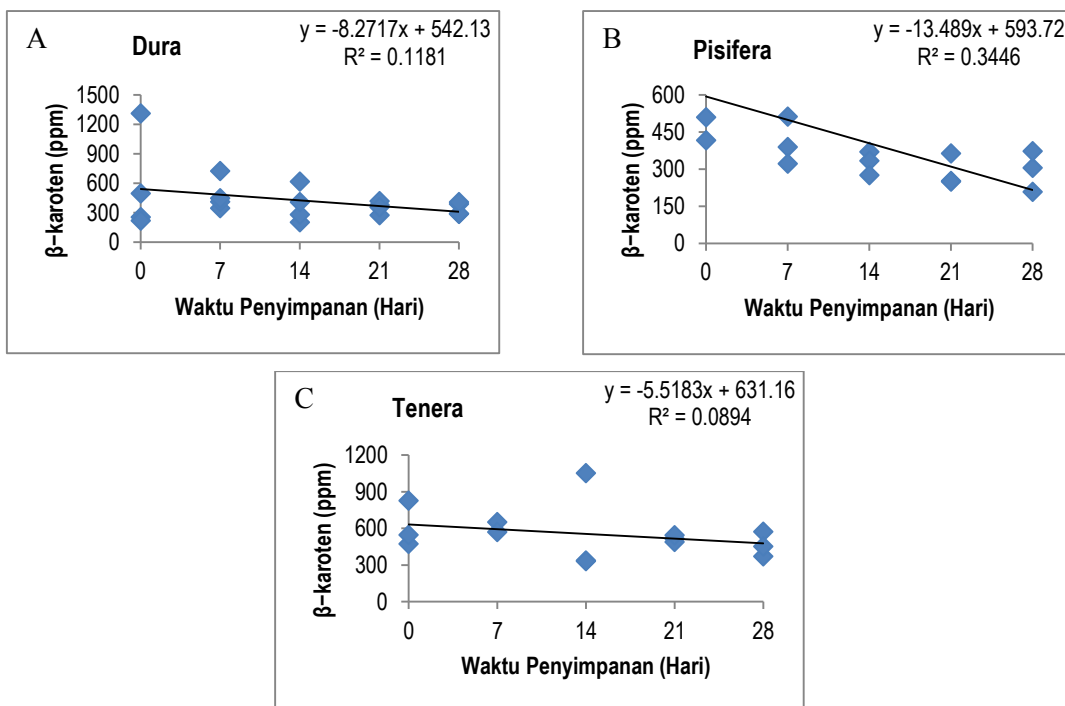 A
Dura
y = -8.2717x + 542.13
R² = 0.1181
1500
1200
900
600
300
0
β−karoten (ppm)
0 7 14 21 28
Waktu Penyimpanan (Hari)
B
Pisifera
y = -13.489x + 593.72
R² = 0.3446
600
450
300
150
0
β−karoten (ppm)
0 7 14 21 28
Waktu Penyimpanan (Hari)
C
Tenera
y = -5.5183x + 631.16
R² = 0.0894
1200
900
600
300
0
β−karoten (ppm)
0 7 14 21 28
Waktu Penyimpanan (Hari)